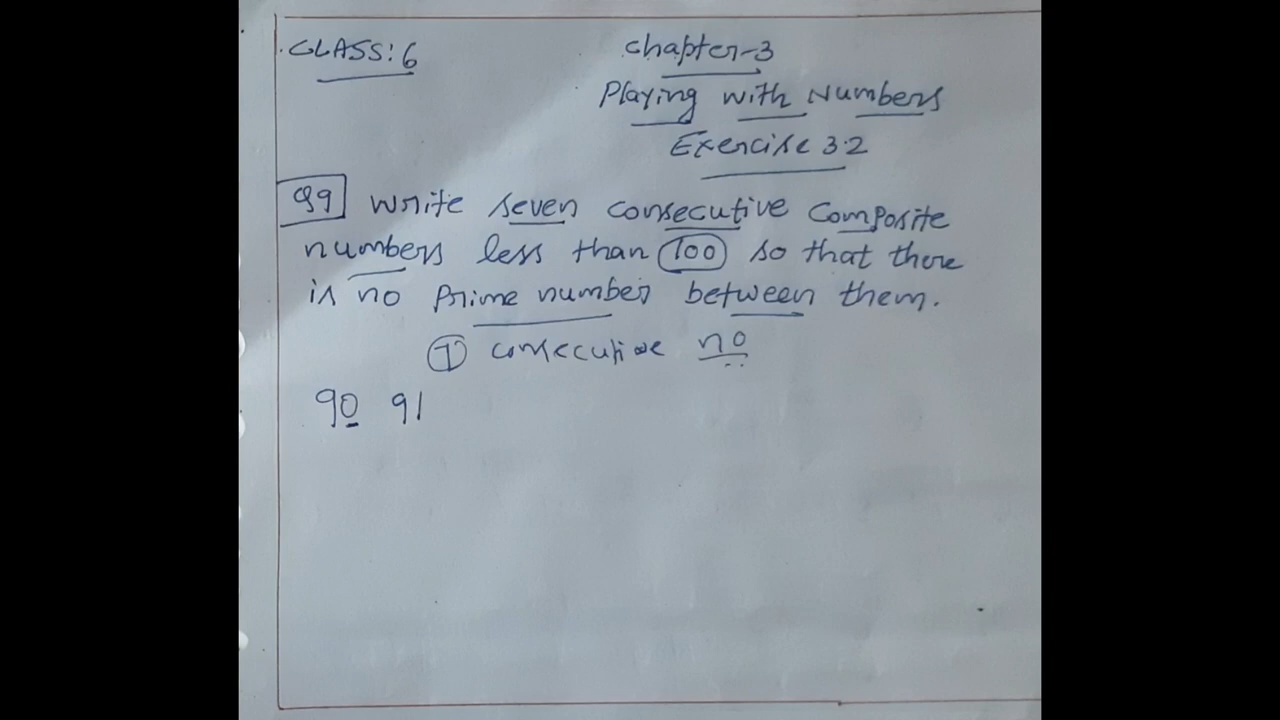 CLASS: 6
Chapter-3
Playing with Numbers
Exercise 3.2
Q9 Write seven consecutive composite
numbers less than 100 so that there
is no prime number between them.
7 consecutive no
90 91